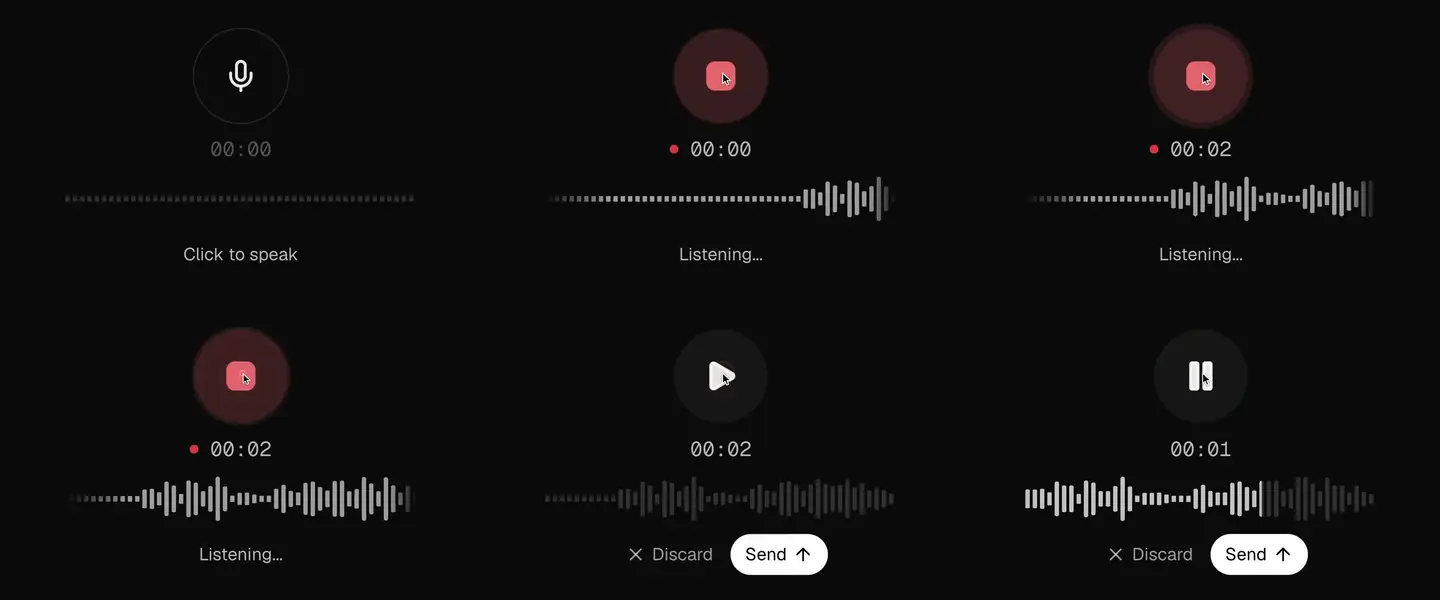 00:00
00:00
00:02
Click to speak
Listening...
Listening...
00:02
00:02
00:01
Listening...
Discard Send
Discard Send